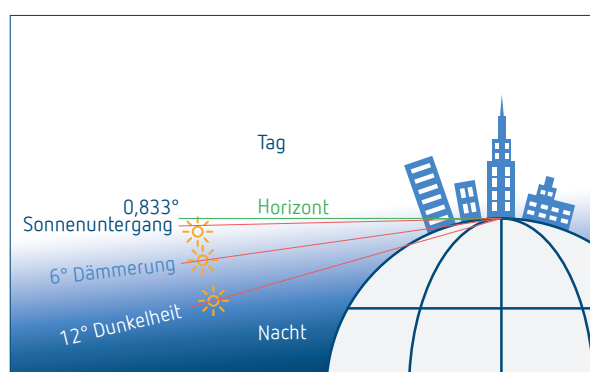 Tag
0,833°
Sonnenuntergang
Horizont
6° Dämmerung
12° Dunkelheit
Nacht